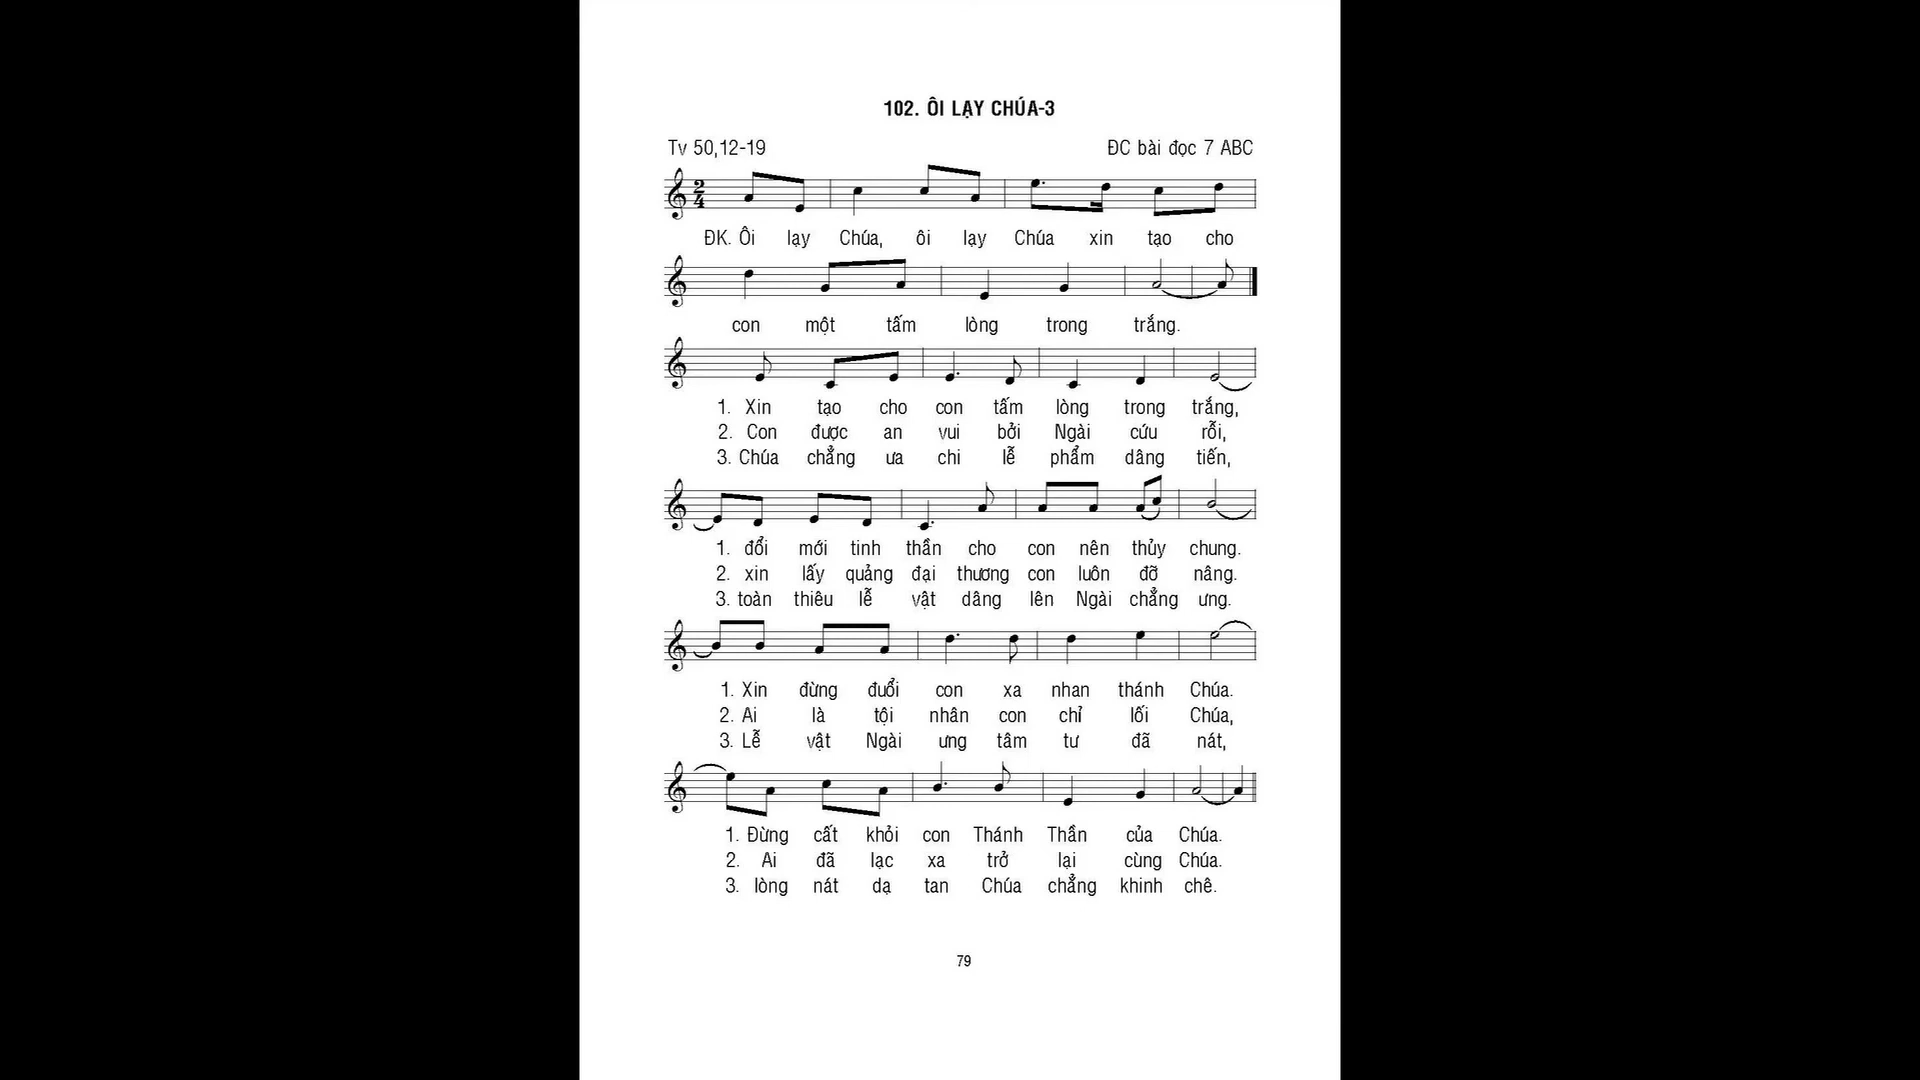 102. ÔI LẠY CHÚA-3
Tv 50,12-19 ĐC bài đọc 7 ABC
2
4
ĐK. Ôi lạy Chúa, ôi lạy Chúa xin tạo cho
con một tấm lòng trong trắng.
1. Xin tạo cho con tấm lòng trong trắng,
2. Con được an vui bởi Ngài cứu rỗi,
3. Chúa chẳng ưa chi lễ phẩm dâng tiến,
1. đổi mới tinh thần cho con nên thủy chung.
2. xin lấy quảng đại thương con luôn đỡ nâng.
3. toàn thiêu lễ vật dâng lên Ngài chẳng ưng.
1. Xin đừng đuổi con xa nhan thánh Chúa.
2. Ai là tội nhân con chỉ lối Chúa,
3. Lễ vật Ngài ưng tâm tư đã nát,
1. Đừng cất khỏi con Thánh Thần của Chúa.
2. Ai đã lạc xa trở lại cùng Chúa.
3. lòng nát dạ tan Chúa chẳng khinh chê.
79